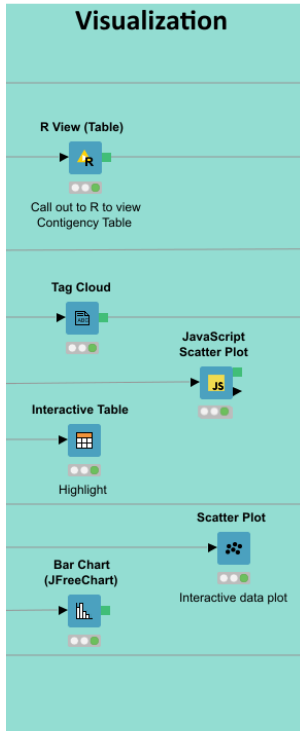 Visualization
R View (Table)
R
Call out to R to view
Contigency Table
Tag Cloud
ABC
JavaScript
Scatter Plot
JS
Interactive Table
Highlight
Scatter Plot
Interactive data plot
Bar Chart
(JFreeChart)